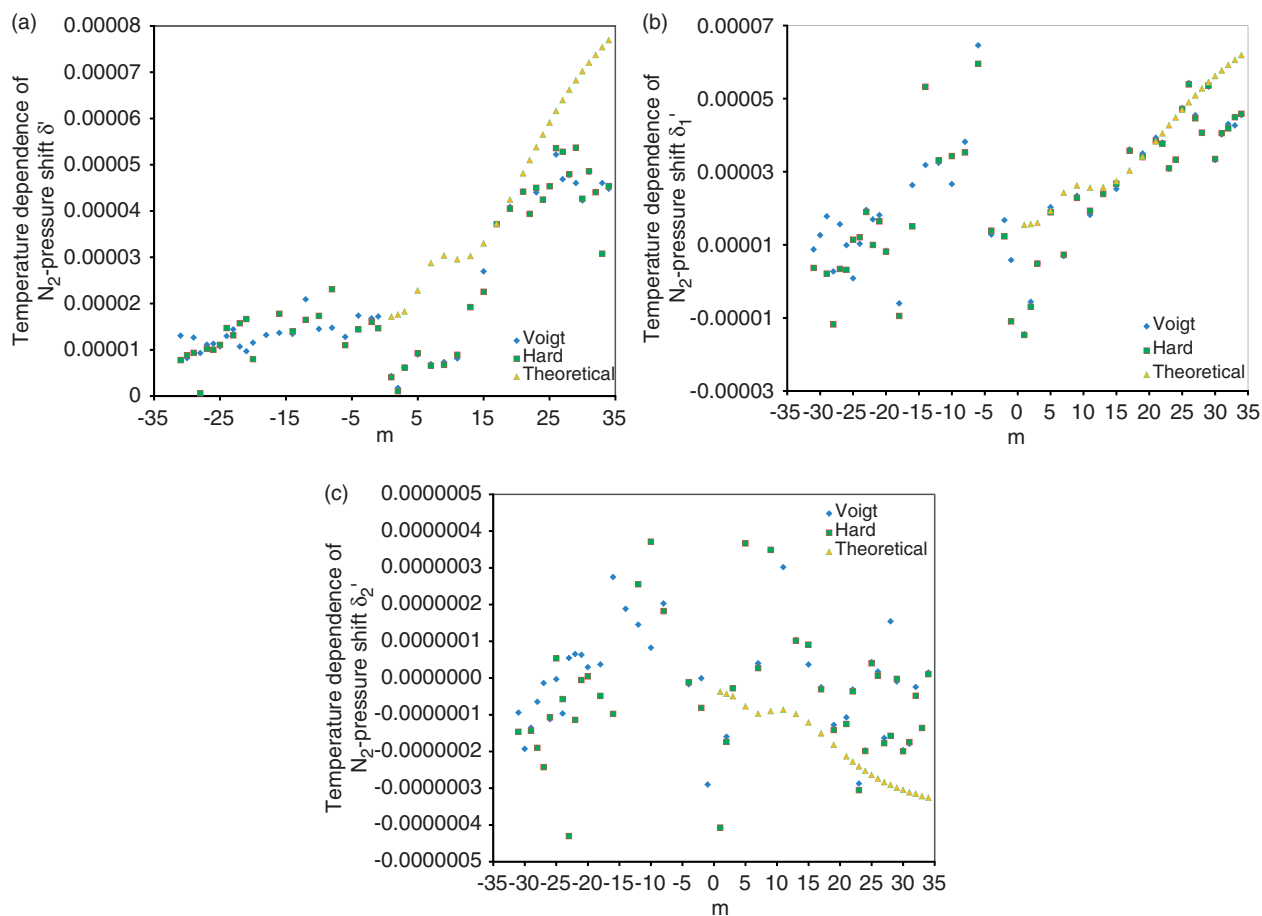 (a)
Temperature dependence of
N2-pressure shift δ'
0.00008
0.00007
0.00006
0.00005
0.00004
0.00003
0.00002
0.00001
0
-35 -25 -15 -5 5 15 25 35
m
Voigt
Hard
Theoretical
(b)
Temperature dependence of
N2-pressure shift δ1'
0.00007
0.00005
0.00003
0.00001
-0.00001
-0.00003
-35 -30 -25 -20 -15 -10 -5 0 5 10 15 20 25 30 35
m
Voigt
Hard
Theoretical
(c)
Temperature dependence of
N2-pressure shift δ2'
0.0000005
0.0000004
0.0000003
0.0000002
0.0000001
0.0000000
-0.0000001
-0.0000002
-0.0000003
-0.0000004
-0.0000005
-35 -30 -25 -20 -15 -10 -5 0 5 10 15 20 25 30 35
m
Voigt
Hard
Theoretical